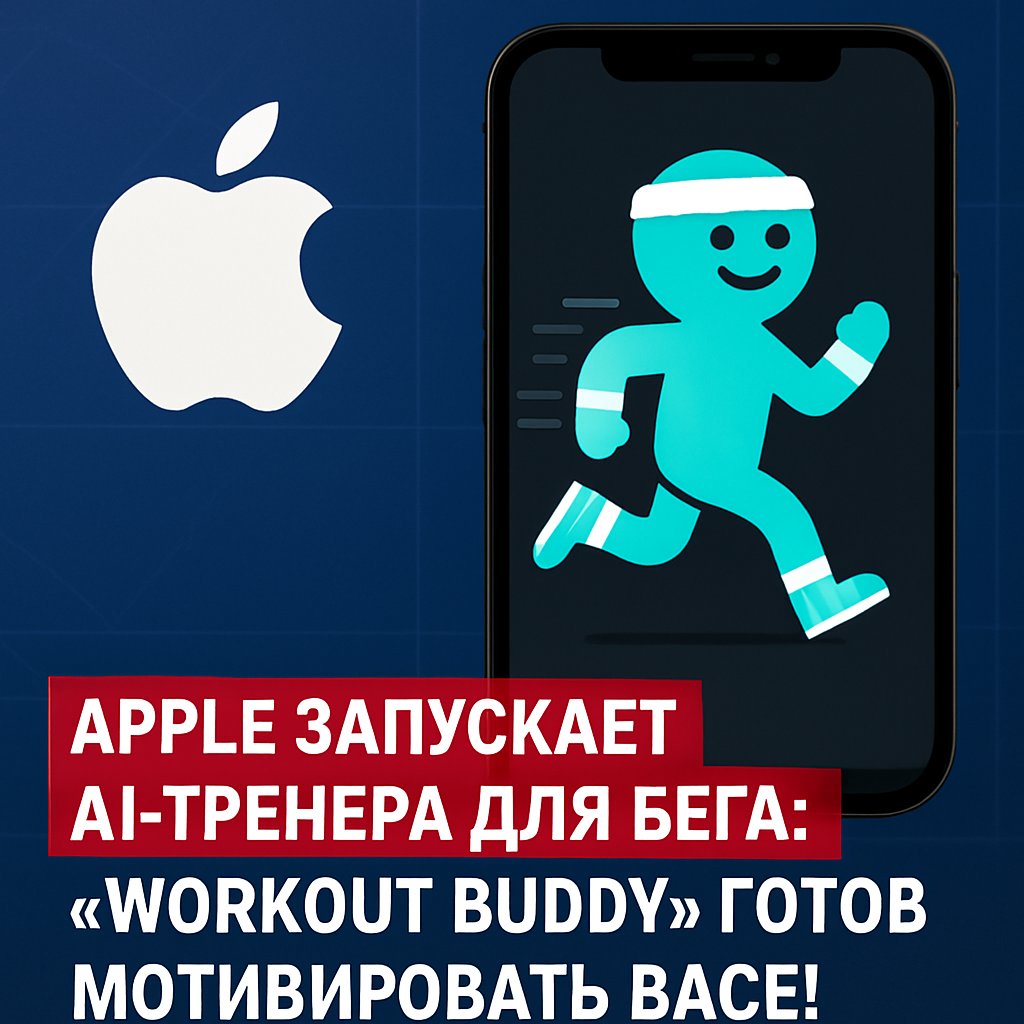 APPLE ЗАПУСКАЕТ
AI-ТРЕНЕРА ДЛЯ БЕГА:
«WORKOUT BUDDY» ГОТОВ
МОТИВИРОВАТЬ ВАСЕ!